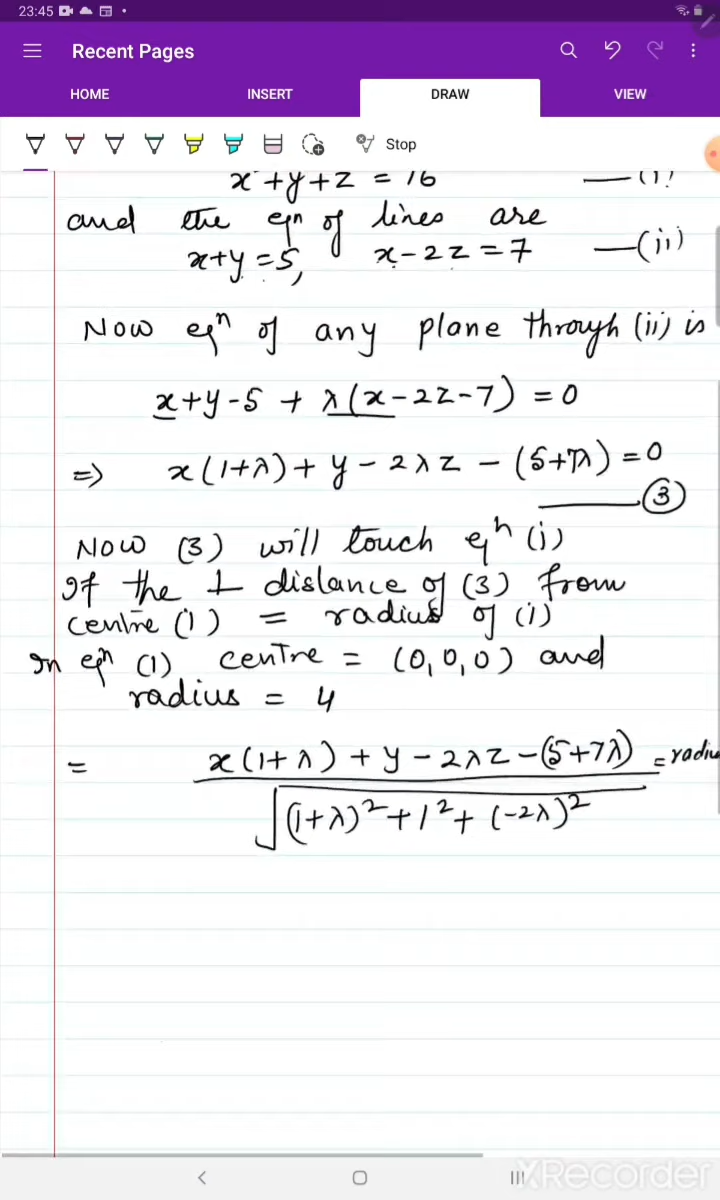 23:45
Recent Pages
HOME INSERT DRAW VIEW
Stop
x²+y+z = 16 —(i)
and the eqⁿ of lines are
x+y=5, x-2z=7 —(ii)
Now eqⁿ of any plane through (ii) is
x+y-5 + λ(x-2z-7) = 0
=> x(1+λ)+y-2λz-(5+7λ)=0
③
Now (3) will touch eqⁿ (i)
If the ⊥ distance of (3) from
centre (1) = radius of (i)
In eqⁿ (1) centre = (0,0,0) and
radius = 4
= x(1+λ)+y-2λz-(5+7λ) = radiu
√(1+λ)²+1²+(-2λ)²
XRecorder